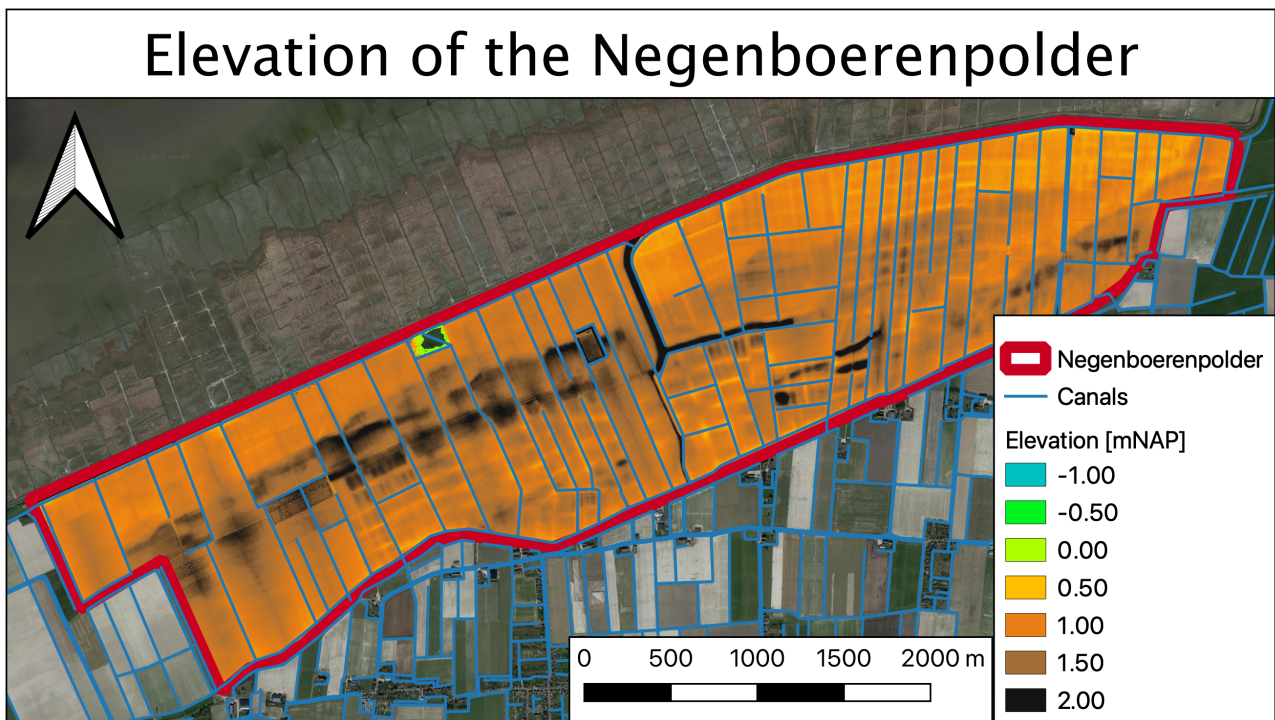 Elevation of the Negenboerenpolder
Negenboerenpolder
Canals
Elevation [mNAP]
-1.00
-0.50
0.00
0.50
1.00
1.50
2.00
0 500 1000 1500 2000 m